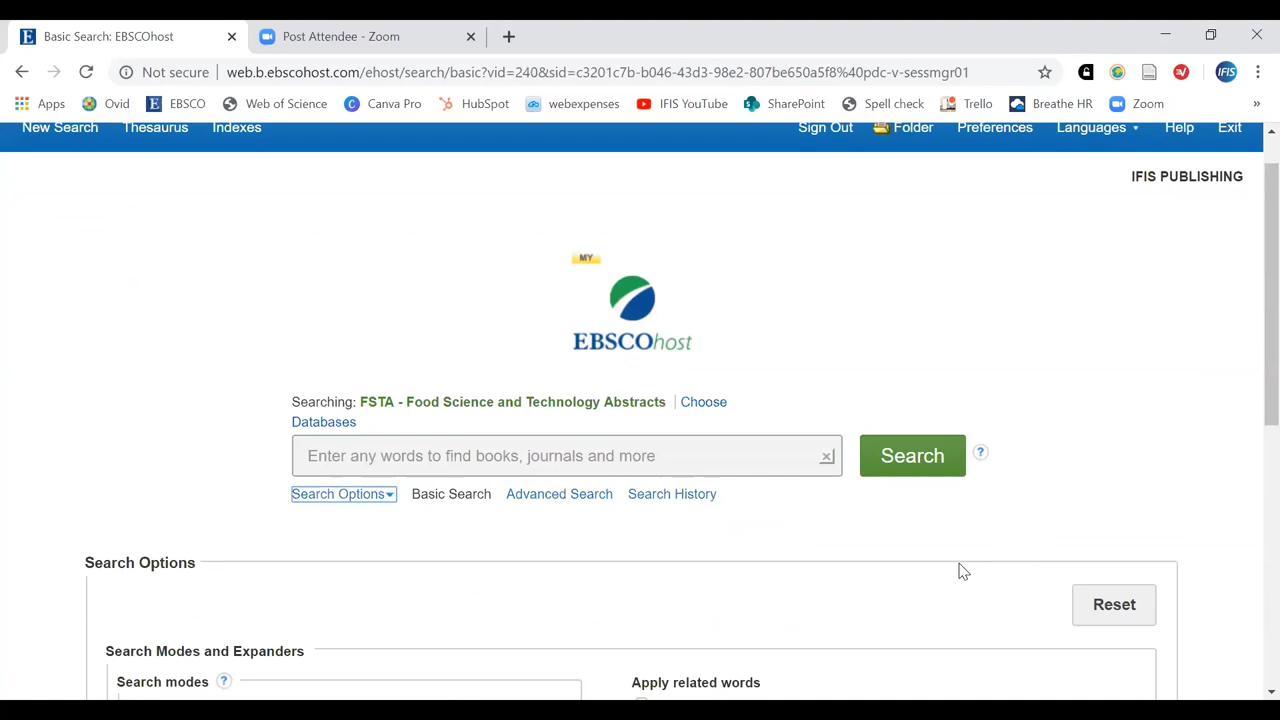 Basic Search: EBSCOhost
Post Attendee - Zoom
Not secure web.b.ebscohost.com/ehost/search/basic?vid=240&sid=c3201c7b-b046-43d3-98e2-807be650a5f8%40pdc-v-sessmgr01 IFIS
Apps Ovid EBSCO Web of Science Canva Pro HubSpot webexpenses IFIS YouTube SharePoint Spell check Trello Breathe HR Zoom »
New Search Thesaurus Indexes Sign Out Folder Preferences Languages Help Exit
IFIS PUBLISHING
MY
EBSCOhost
Searching: FSTA - Food Science and Technology Abstracts | Choose
Databases
Enter any words to find books, journals and more Search ?
Search Options Basic Search Advanced Search Search History
Search Options
Reset
Search Modes and Expanders
Search modes ? Apply related words